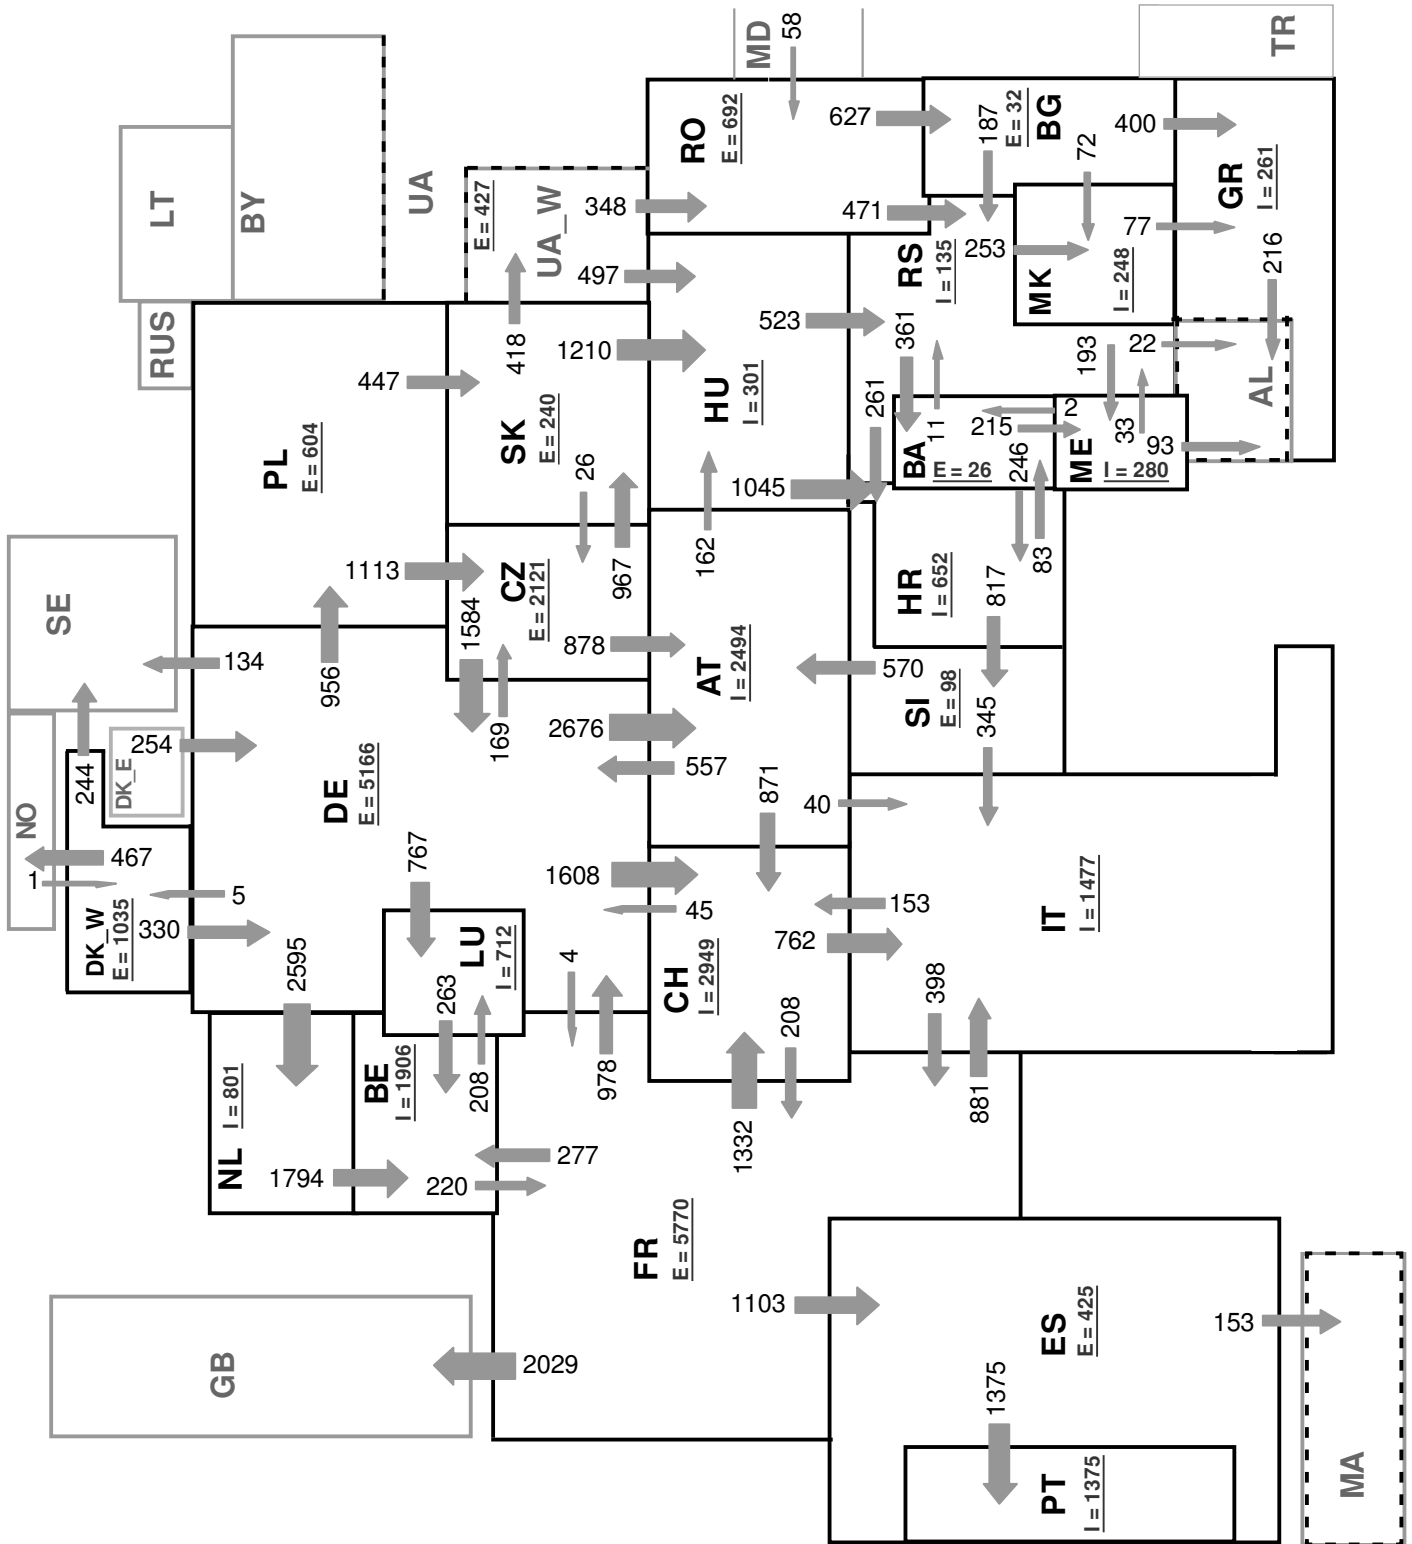 MD
58
TR
RO
E = 692
627
187
E = 32
BG
72
400
GR
I = 261
LT
BY
UA
E = 427
UA_W
348
471
RS
I = 135
253
MK
I = 248
77
216
497
RUS
418
1210
523
361
193
22
AL
447
PL
E = 604
SK
E = 240
HU
I = 301
261
BA
E = 26
11
215
2
246
ME
I = 280
33
93
26
967
162
1045
83
SE
134
956
1113
1584
CZ
E = 2121
878
AT
I = 2494
HR
I = 652
817
570
SI
E = 98
345
NO
244
DK_E
254
169
2676
557
DE
E = 5166
871
40
467
1
5
DK_W
E = 1035
330
767
1608
45
153
762
IT
I = 1477
2595
LU
I = 712
263
4
CH
I = 2949
208
398
NL
I = 801
BE
I = 1906
208
978
1332
881
1794
220
277
FR
E = 5770
GB
2029
1103
ES
E = 425
153
1375
PT
I = 1375
MA